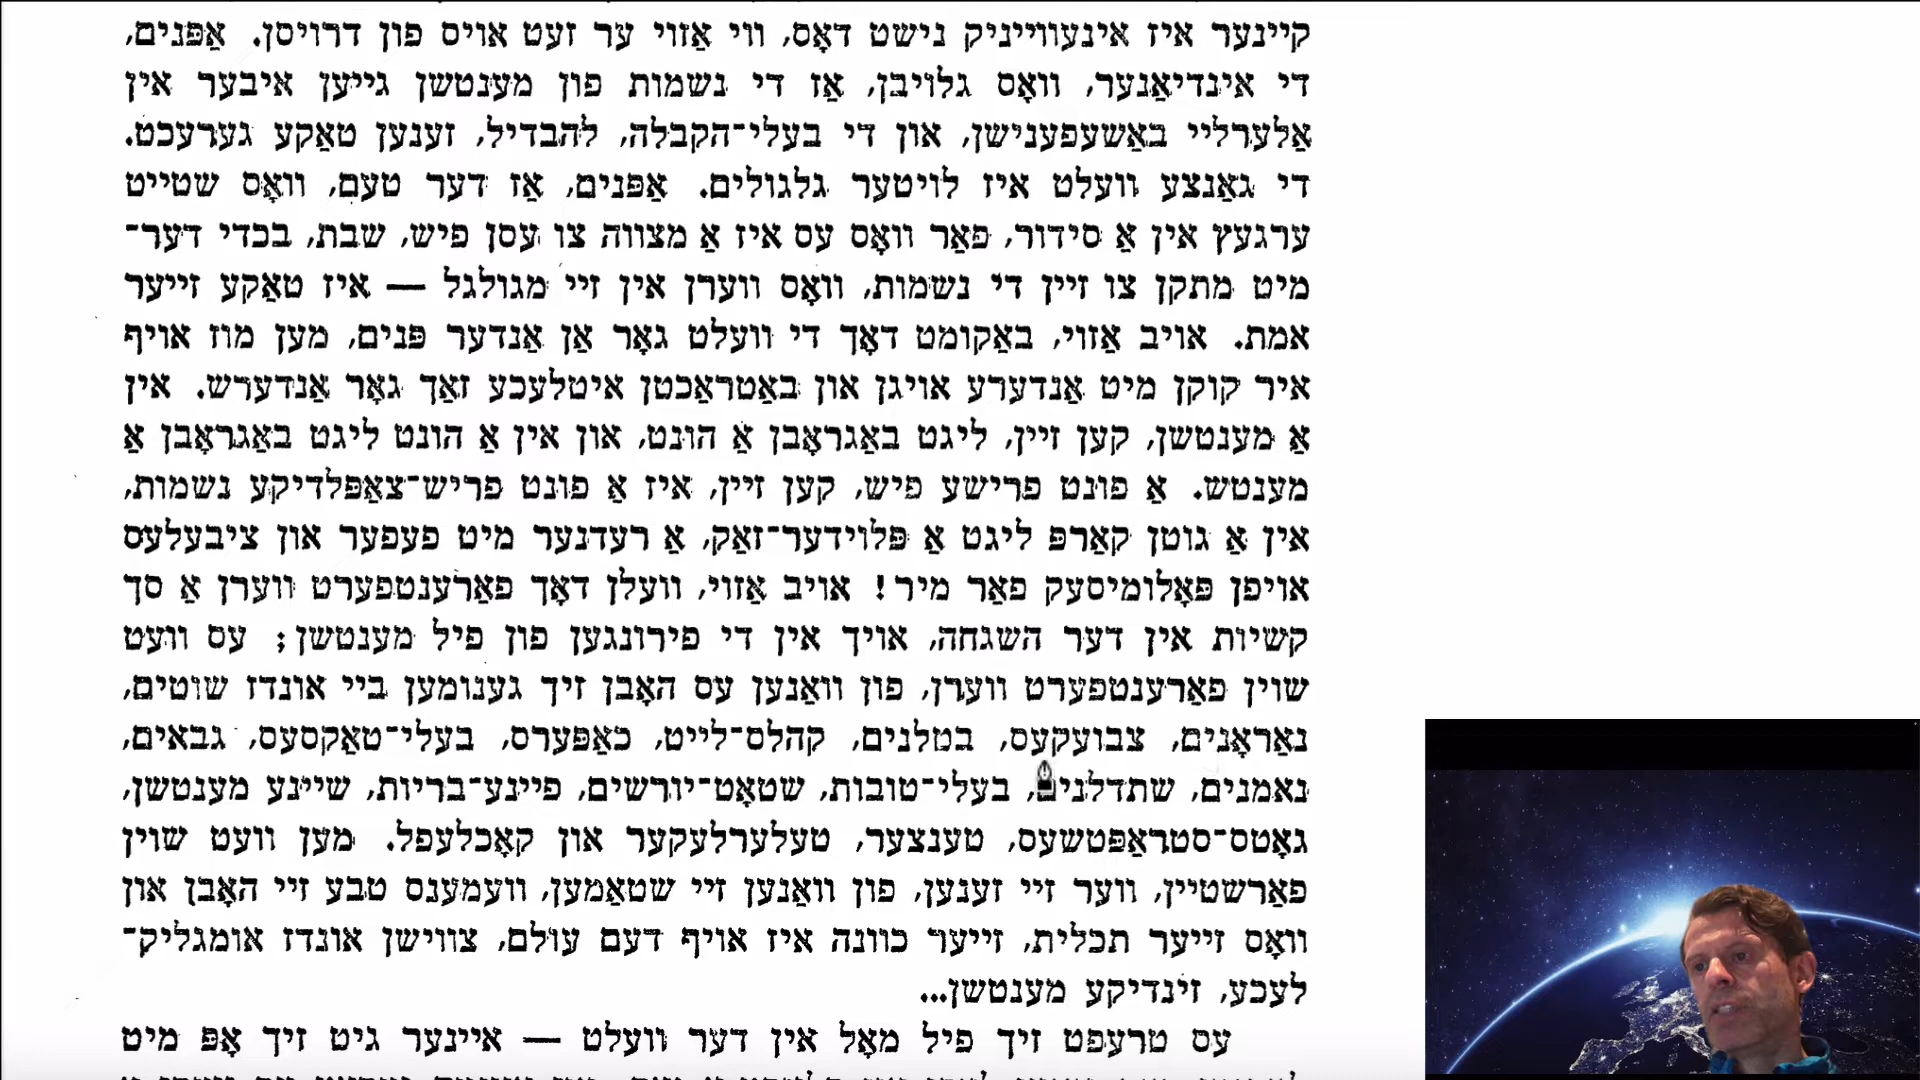 קיינער איז אינעווייניק נישט דאָס, ווי אַזוי ער זעט אויס פון דרויסן. אַפּנים,
די אינדיאַנער, וואָס גלויבן, אַז די נשמות פון מענטשן גייען איבער אין
אַלערליי באַשעפענישן, און די בעלי־הקבלה, להבדיל, זענען טאַקע גערעכט.
די גאַנצע וועלט איז לויטער גלגולים. אַפּנים, אַז דער טעם, וואָס שטייט
ערגעץ אין אַ סידור, פאַר וואָס עס איז אַ מצווה צו עסן פיש, שבת, בכדי דער־
מיט מתקן צו זיין די נשמות, וואָס ווערן אין זיי מגולגל — איז טאַקע זייער
אמת. אויב אַזוי, באַקומט דאָך די וועלט גאָר אַן אַנדער פּנים, מען מוז אויף
איר קוקן מיט אַנדערע אויגן און באַטראַכטן איטלעכע זאַך גאָר אַנדערש. אין
אַ מענטשן, קען זיין, ליגט באַגראָבן אַ הונט, און אין אַ הונט ליגט באַגראָבן אַ
מענטש. אַ פונט פרישע פיש, קען זיין, איז אַ פונט פריש־צאַפּלדיקע נשמות,
אין אַ גוטן קאַרפּ ליגט אַ פּלוידער־זאַק, אַ רעדנער מיט פעפער און ציבעלעס
אויפן פּאָלומיסעק פאַר מיר! אויב אַזוי, וועלן דאָך פאַרענטפערט ווערן אַ סך
קשיות אין דער השגחה, אויך אין די פירונגען פון פיל מענטשן; עס וועט
שוין פאַרענטפערט ווערן, פון וואַנען עס האָבן זיך גענומען ביי אונדז שוטים,
נאַראָנים, צבועקעס, בטלנים, קהלס־לייט, כאַפּערס, בעלי־טאַקסעס, גבאים,
נאמנים, שתדלנים, בעלי־טובות, שטאָט־יורשים, פיינע־בריות, שיינע מענטשן,
גאָטס־סטראַפּטשעס, טענצער, טעלערלעקער און קאָכלעפל. מען וועט שוין
פאַרשטיין, ווער זיי זענען, פון וואַנען זיי שטאַמען, וועמענס טבע זיי האָבן און
וואָס זייער תכלית, זייער כוונה איז אויף דעם עולם, צווישן אונדז אומגליק־
לעכע, זינדיקע מענטשן...
עס טרעפט זיך פיל מאָל אין דער וועלט — איינער גיט זיך אָפּ מיט